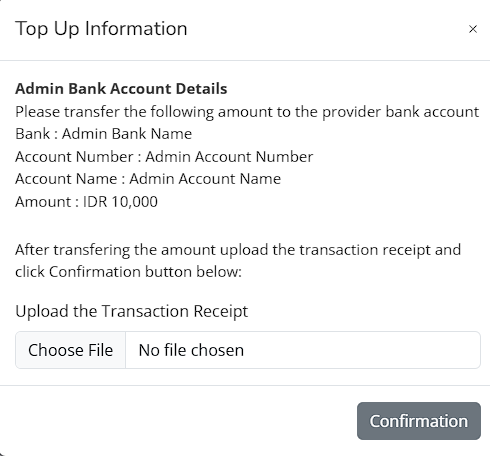 Top Up Information
×
Admin Bank Account Details
Please transfer the following amount to the provider bank account
Bank : Admin Bank Name
Account Number : Admin Account Number
Account Name : Admin Account Name
Amount : IDR 10,000
After transfering the amount upload the transaction receipt and
click Confirmation button below:
Upload the Transaction Receipt
Choose File No file chosen
Confirmation